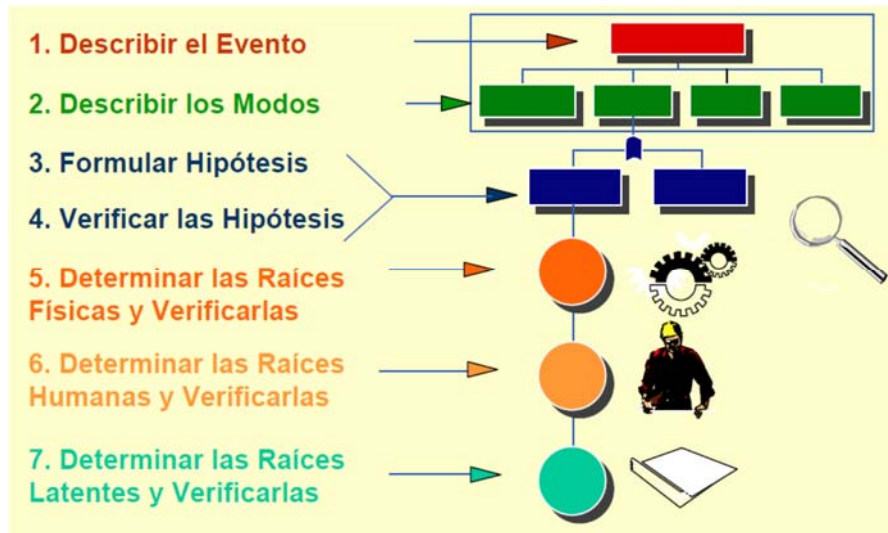 1. Describir el Evento
2. Describir los Modos
3. Formular Hipótesis
4. Verificar las Hipótesis
5. Determinar las Raíces
Físicas y Verificarlas
6. Determinar las Raíces
Humanas y Verificarlas
7. Determinar las Raíces
Latentes y Verificarlas